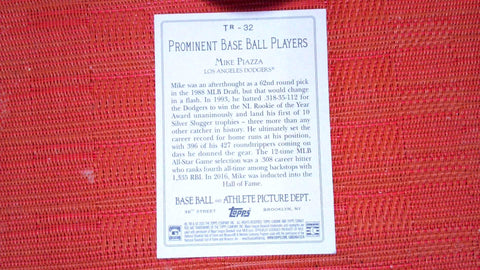 TR - 32
PROMINENT BASE BALL PLAYERS
MIKE PIAZZA
LOS ANGELES DODGERS®
Mike was an afterthought as a 62nd round pick
in the 1988 MLB Draft, but that would change
in a flash. In 1993, he batted .318-35-112 for
the Dodgers to win the NL Rookie of the Year
Award unanimously and land his first of 10
Silver Slugger trophies – three more than any
other catcher in history. He ultimately set the
career record for home runs at his position,
with 396 of his 427 roundtrippers coming on
days he donned the gear. The 12-time MLB
All-Star Game selection was a .308 career hitter
who ranks fourth all-time among backstops with
1,335 RBI. In 2016, Mike was inducted into the
Hall of Fame.
BASE BALL and ATHLETE PICTURE DEPT.
48TH STREET Topps BROOKLYN, NY